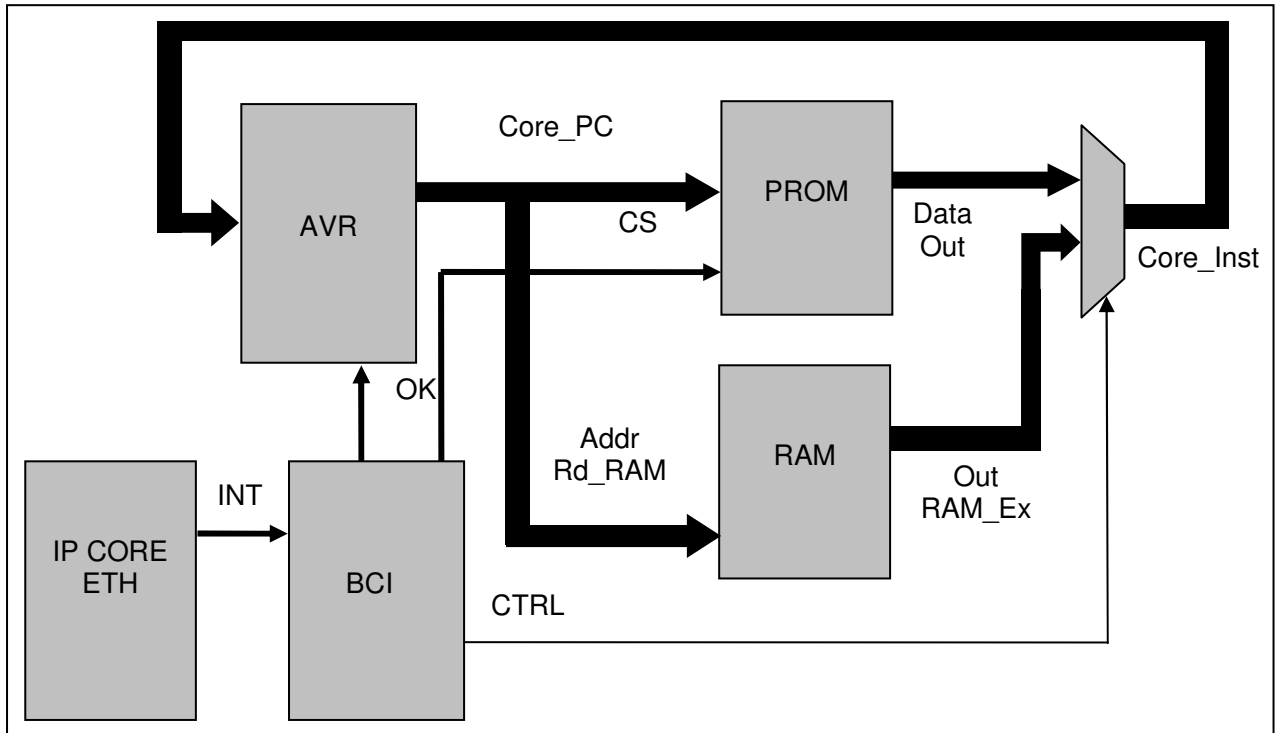 Core_PC
AVR
PROM
CS
Data
Out
Core_Inst
OK
Addr
Rd_RAM
RAM
Out
RAM_Ex
INT
IP CORE
ETH
BCI
CTRL